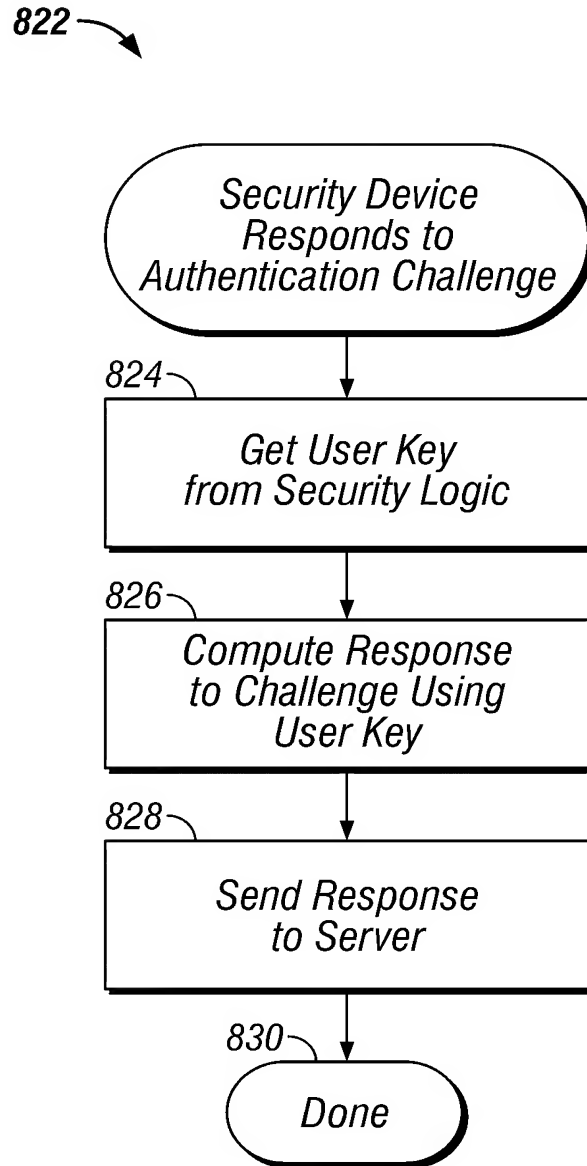 822
Security Device
Responds to
Authentication Challenge
824
Get User Key
from Security Logic
826
Compute Response
to Challenge Using
User Key
828
Send Response
to Server
830
Done